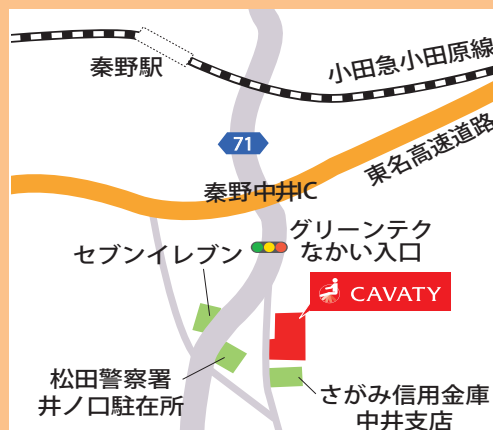 小田急小田原線
秦野駅
71
東名高速道路
秦野中井IC
グリーンテク
なかい入口
セブンイレブン
CAVATY
松田警察署
井ノ口駐在所
さがみ信用金庫
中井支店